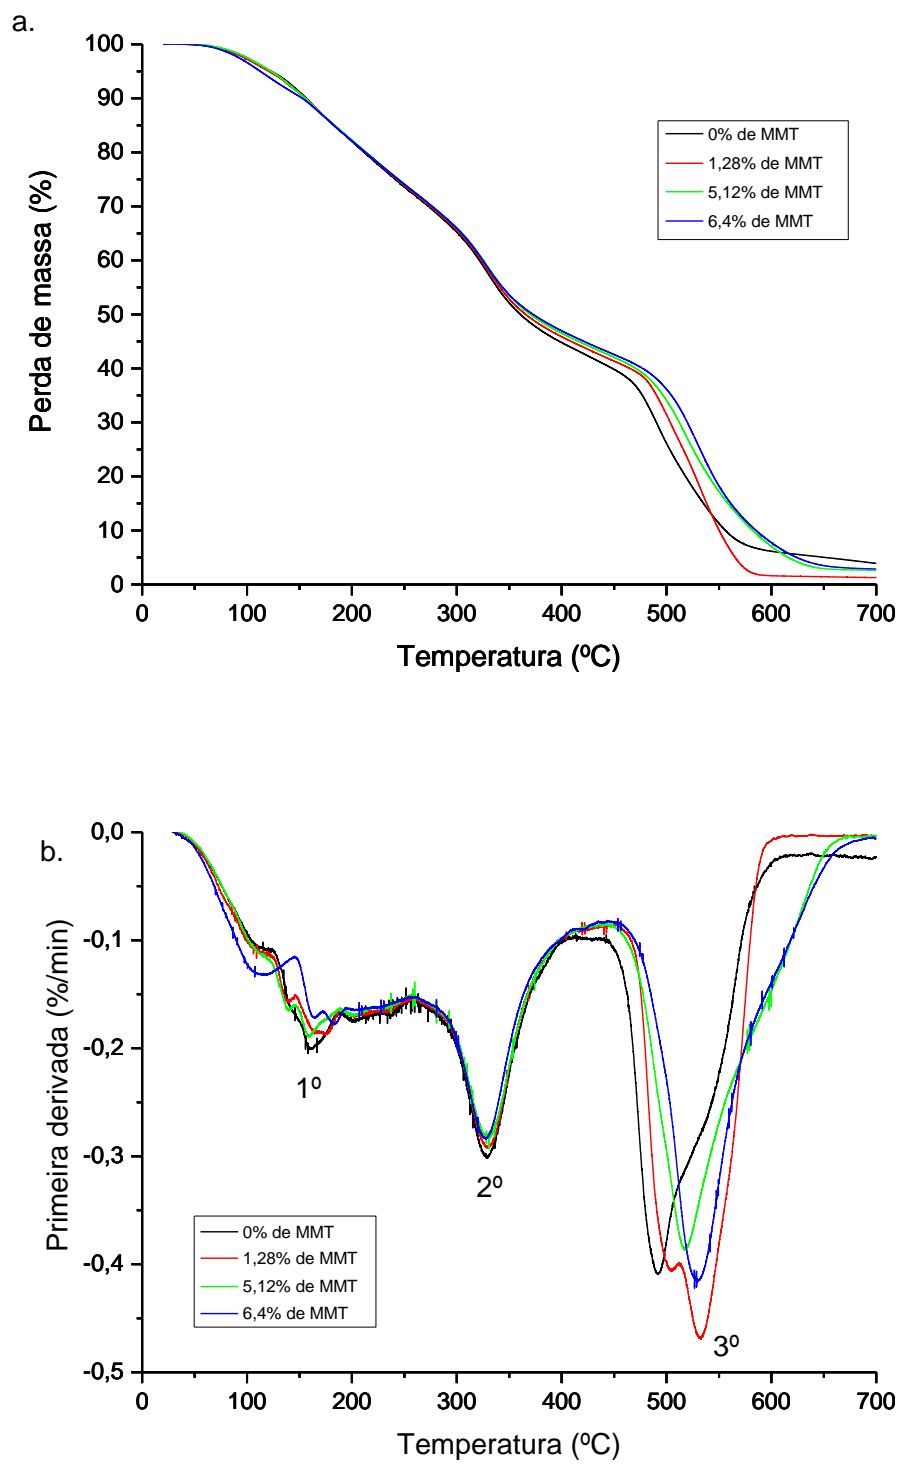 a.
100
90
80
70
60
50
40
30
20
10
0
Perda de massa (%)
0% de MMT
1,28% de MMT
5,12% de MMT
6,4% de MMT
0 100 200 300 400 500 600 700
Temperatura (ºC)
b.
0,0
-0,1
-0,2
-0,3
-0,4
-0,5
Primeira derivada (%/min)
1º
2º
3º
0% de MMT
1,28% de MMT
5,12% de MMT
6,4% de MMT
0 100 200 300 400 500 600 700
Temperatura (ºC)